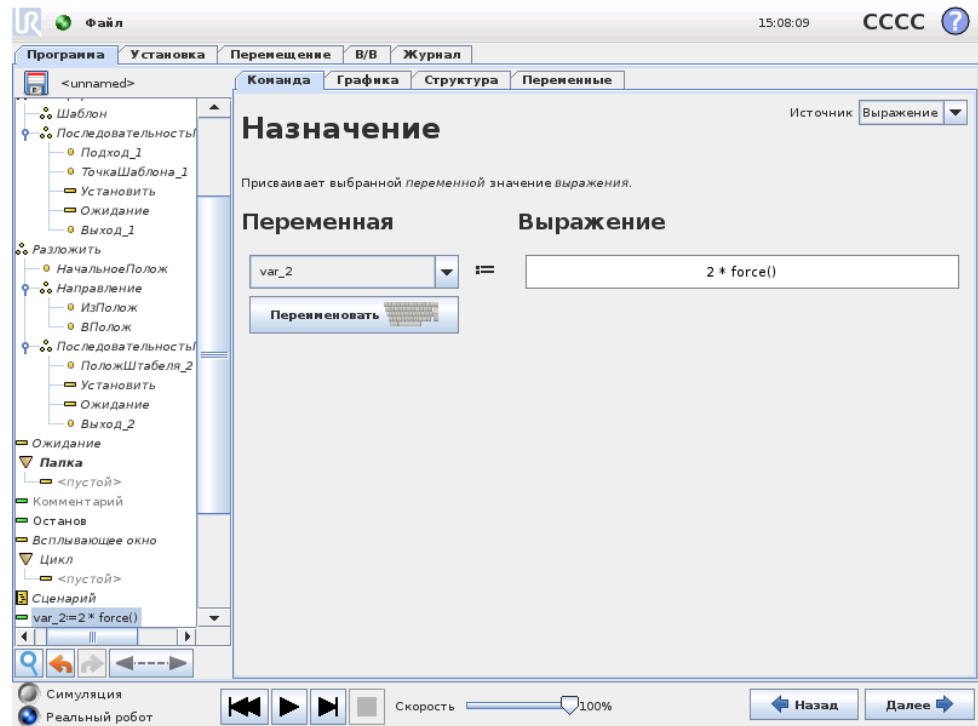 Файл
15:08:09
CCCC
?
Программа Установка Перемещение В/В Журнал
<unnamed>
Команда Графика Структура Переменные
Шаблон
ПоследовательностьГ
Подход_1
ТочкаШаблона_1
Установить
Ожидание
Выход_1
Разложить
НачальноеПолож
Направление
ИзПолож
ВПолож
ПоследовательностьГ
ПоложШтабеля_2
Установить
Ожидание
Выход_2
Ожидание
Папка
<пустой>
Комментарий
Останов
Всплывающее окно
Цикл
<пустой>
Сценарий
var_2:=2 * force()
Источник Выражение
Назначение
Присваивает выбранной переменной значение выражения.
Переменная Выражение
var_2 := 2 * force()
Переименовать
Симуляция
Реальный робот
Скорость 100%
Назад Далее